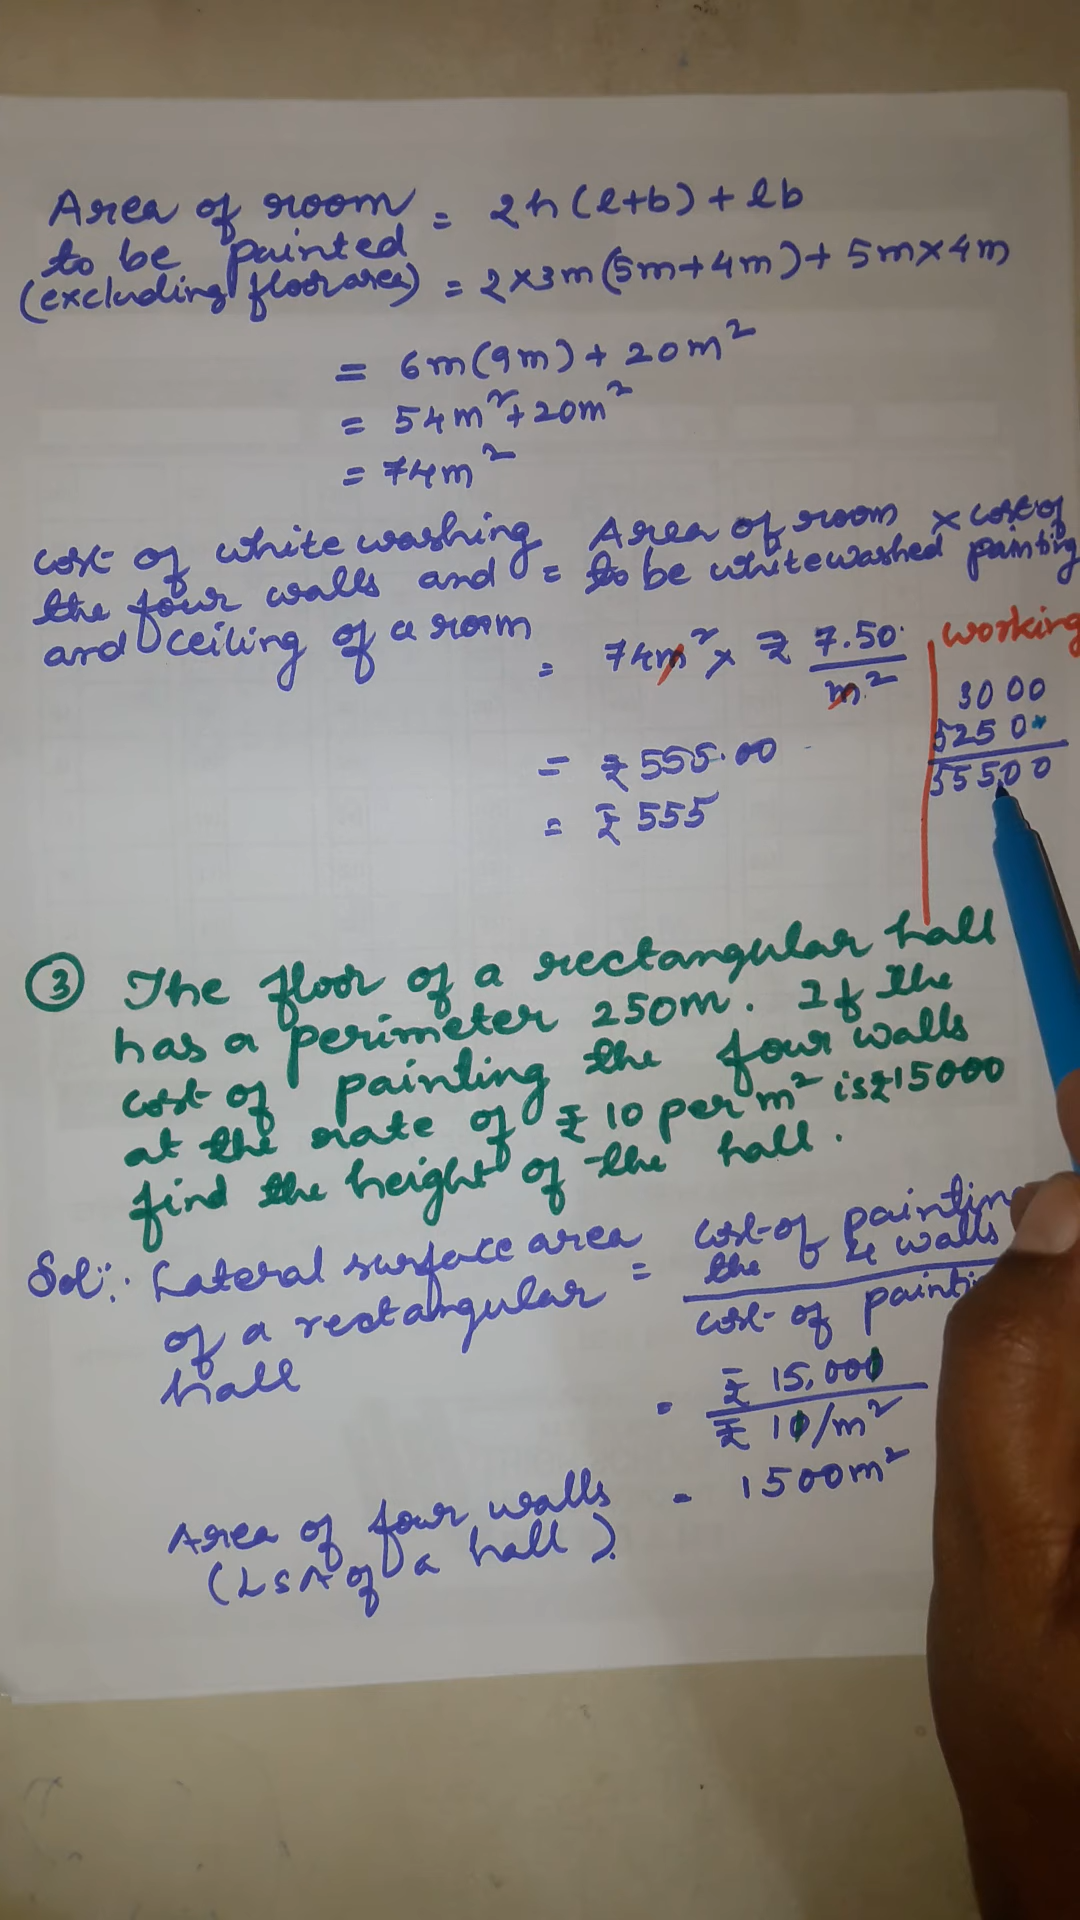 Area of room = 2h(l+b) + lb
to be painted
(excluding floor area) = 2×3m(5m+4m) + 5m×4m
= 6m(9m) + 20m²
= 54m² + 20m²
= 74m²
cost of white washing = Area of room × cost of
the four walls and = to be whitewashed painting
and ceiling of a room
= 74m² × ₹ 7.50/m²
working
3000
5250*
55500
= ₹ 555.00
= ₹ 555
③ The floor of a rectangular hall
has a perimeter 250m. If the
cost of painting the four walls
at the rate of ₹ 10 per m² is ₹15000
find the height of the hall.
Sol:. Lateral surface area = cost of painting
of a rectangular the 4 walls
hall cost of
= ₹ 15,000
₹ 10/m²
Area of four walls = 1500m²
(LSA of a hall).